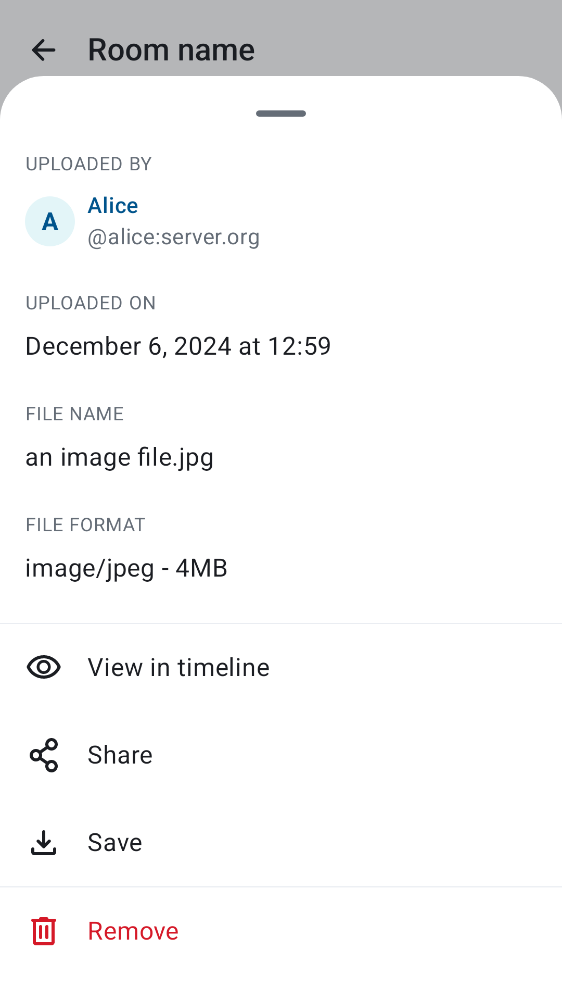 Room name
UPLOADED BY
A
Alice
@alice:server.org
UPLOADED ON
December 6, 2024 at 12:59
FILE NAME
an image file.jpg
FILE FORMAT
image/jpeg - 4MB
View in timeline
Share
Save
Remove